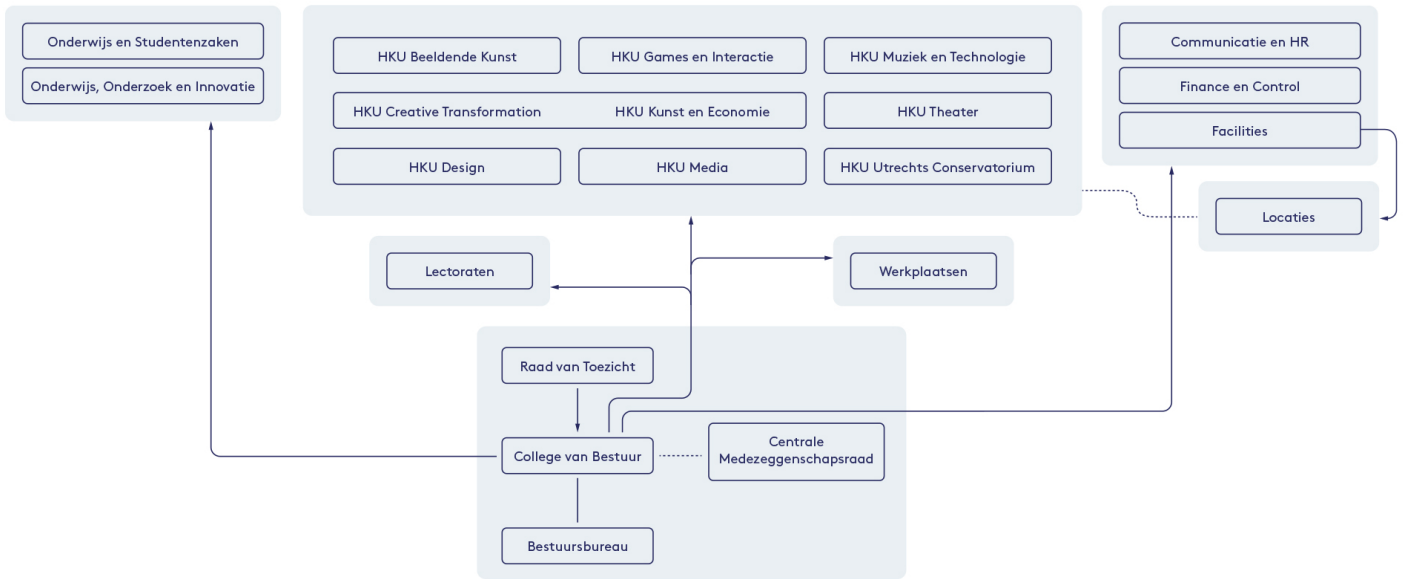 Onderwijs en Studentenzaken
Onderwijs, Onderzoek en Innovatie
HKU Beeldende Kunst
HKU Games en Interactie
HKU Muziek en Technologie
HKU Creative Transformation
HKU Kunst en Economie
HKU Theater
HKU Design
HKU Media
HKU Utrechts Conservatorium
Communicatie en HR
Finance en Control
Facilities
Locaties
Lectoraten
Werkplaatsen
Raad van Toezicht
College van Bestuur
Centrale
Medezeggenschapsraad
Bestuursbureau